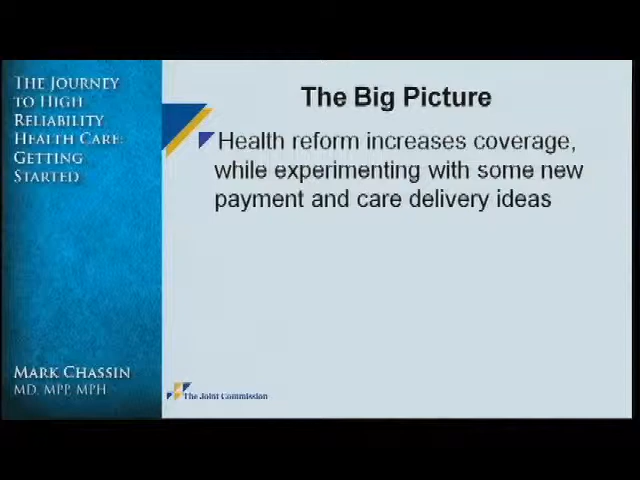 The Journey
to High
Reliability
Health Care:
Getting
Started
Mark Chassin
MD, MPP, MPH
The Big Picture
Health reform increases coverage,
while experimenting with some new
payment and care delivery ideas
The Joint Commission